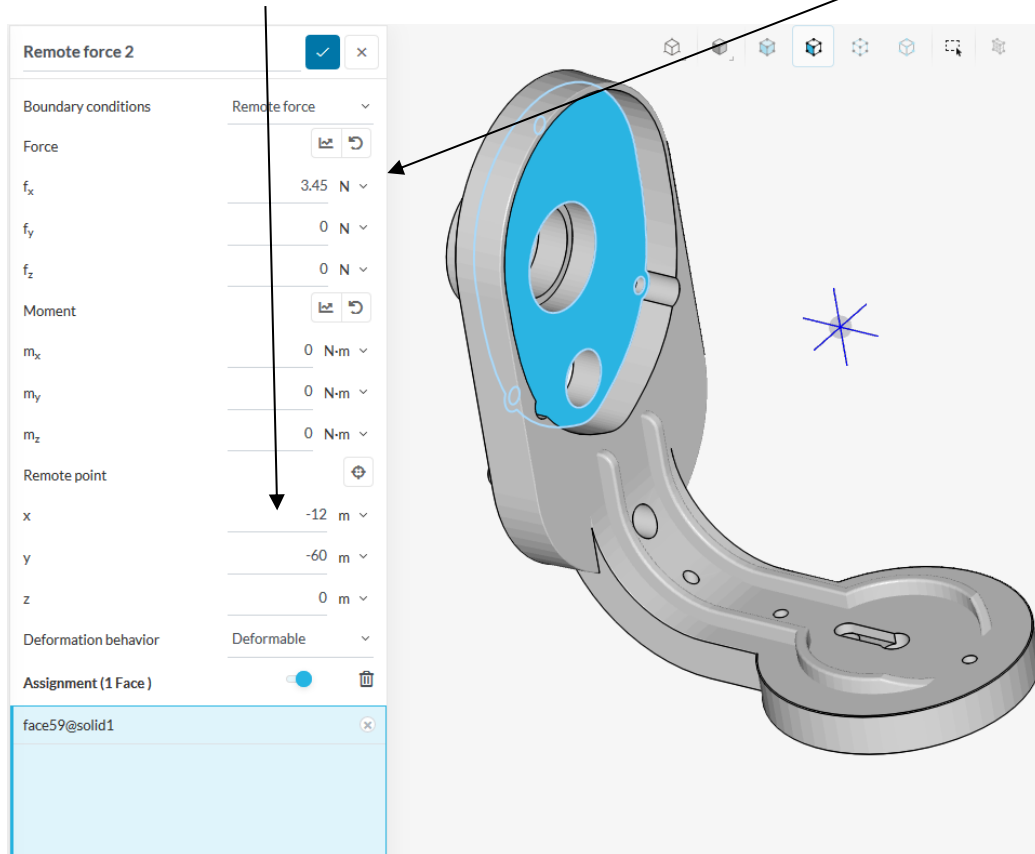 Remote force 2
Boundary conditions Remote force
Force
fx 3.45 N
fy 0 N
fz 0 N
Moment
mx 0 N·m
my 0 N·m
mz 0 N·m
Remote point
x -12 m
y -60 m
z 0 m
Deformation behavior Deformable
Assignment (1 Face )
face59@solid1